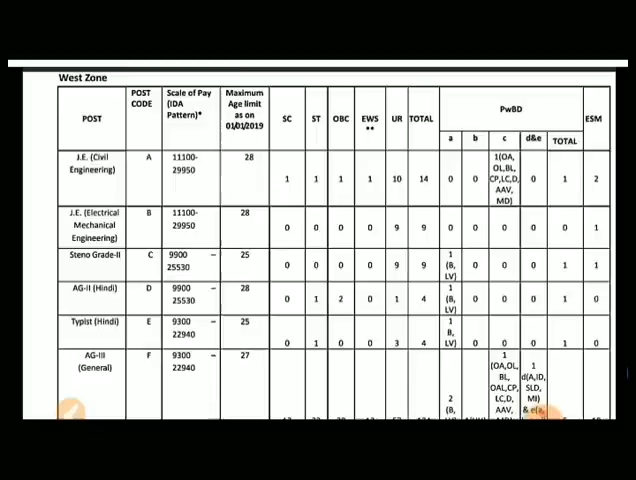 West Zone
POST | POST CODE | Scale of Pay (IDA Pattern)* | Maximum Age limit as on 01/01/2019 | SC | ST | OBC | EWS ** | UR | TOTAL | PwBD | ESM
a | b | c | d&e | TOTAL
J.E. (Civil Engineering) | A | 11100-29950 | 28 | 1 | 1 | 1 | 1 | 10 | 14 | 0 | 0 | 1(OA, OL,BL, CP,LC,D, AAV, MD) | 0 | 1 | 2
J.E. (Electrical Mechanical Engineering) | B | 11100-29950 | 28 | 0 | 0 | 0 | 0 | 9 | 9 | 0 | 0 | 0 | 0 | 0 | 1
Steno Grade-II | C | 9900 – 25530 | 25 | 0 | 0 | 0 | 0 | 9 | 9 | 1 (B, LV) | 0 | 0 | 0 | 1 | 1
AG-II (Hindi) | D | 9900 – 25530 | 28 | 0 | 1 | 2 | 0 | 1 | 4 | 1 (B, LV) | 0 | 0 | 0 | 1 | 0
Typist (Hindi) | E | 9300 – 22940 | 25 | 0 | 1 | 0 | 0 | 3 | 4 | 1 B, LV) | 0 | 0 | 0 | 1 | 0
AG-III (General) | F | 9300 – 22940 | 27 | 2 (B, | 1 (OA,OL, BL, OAL,CP, LC,D, AAV, | 1 d(A,ID, SLD, MI) & e(a,